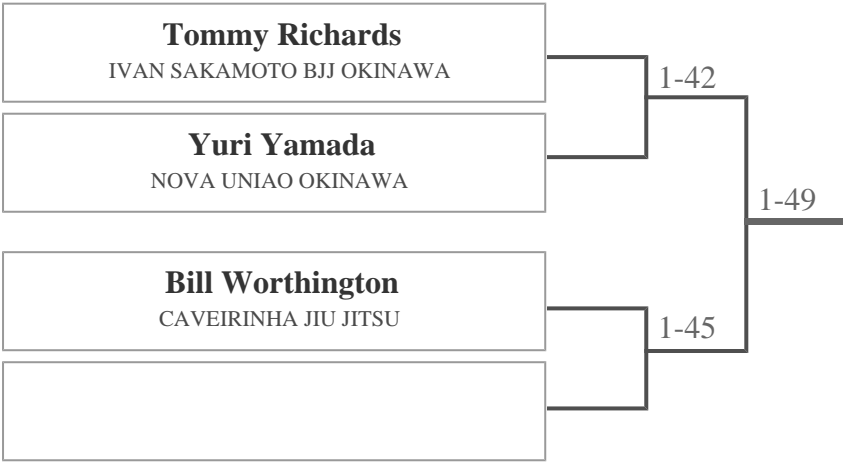 Tommy Richards
IVAN SAKAMOTO BJJ OKINAWA
1-42
Yuri Yamada
NOVA UNIAO OKINAWA
1-49
Bill Worthington
CAVEIRINHA JIU JITSU
1-45